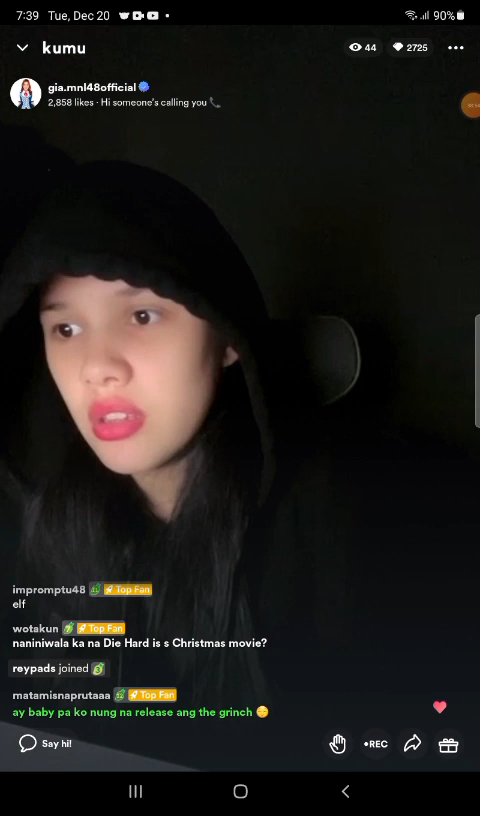 7:39 Tue, Dec 20 • 90%
kumu 44 2725
gia.mnl48official
2,858 likes · Hi someone's calling you 📞
impromptu48 Top Fan
elf
wotakun Top Fan
naniniwala ka na Die Hard is s Christmas movie?
reypads joined
matamisnaprutaaa Top Fan
ay baby pa ko nung na release ang the grinch 😑
Say hi! •REC